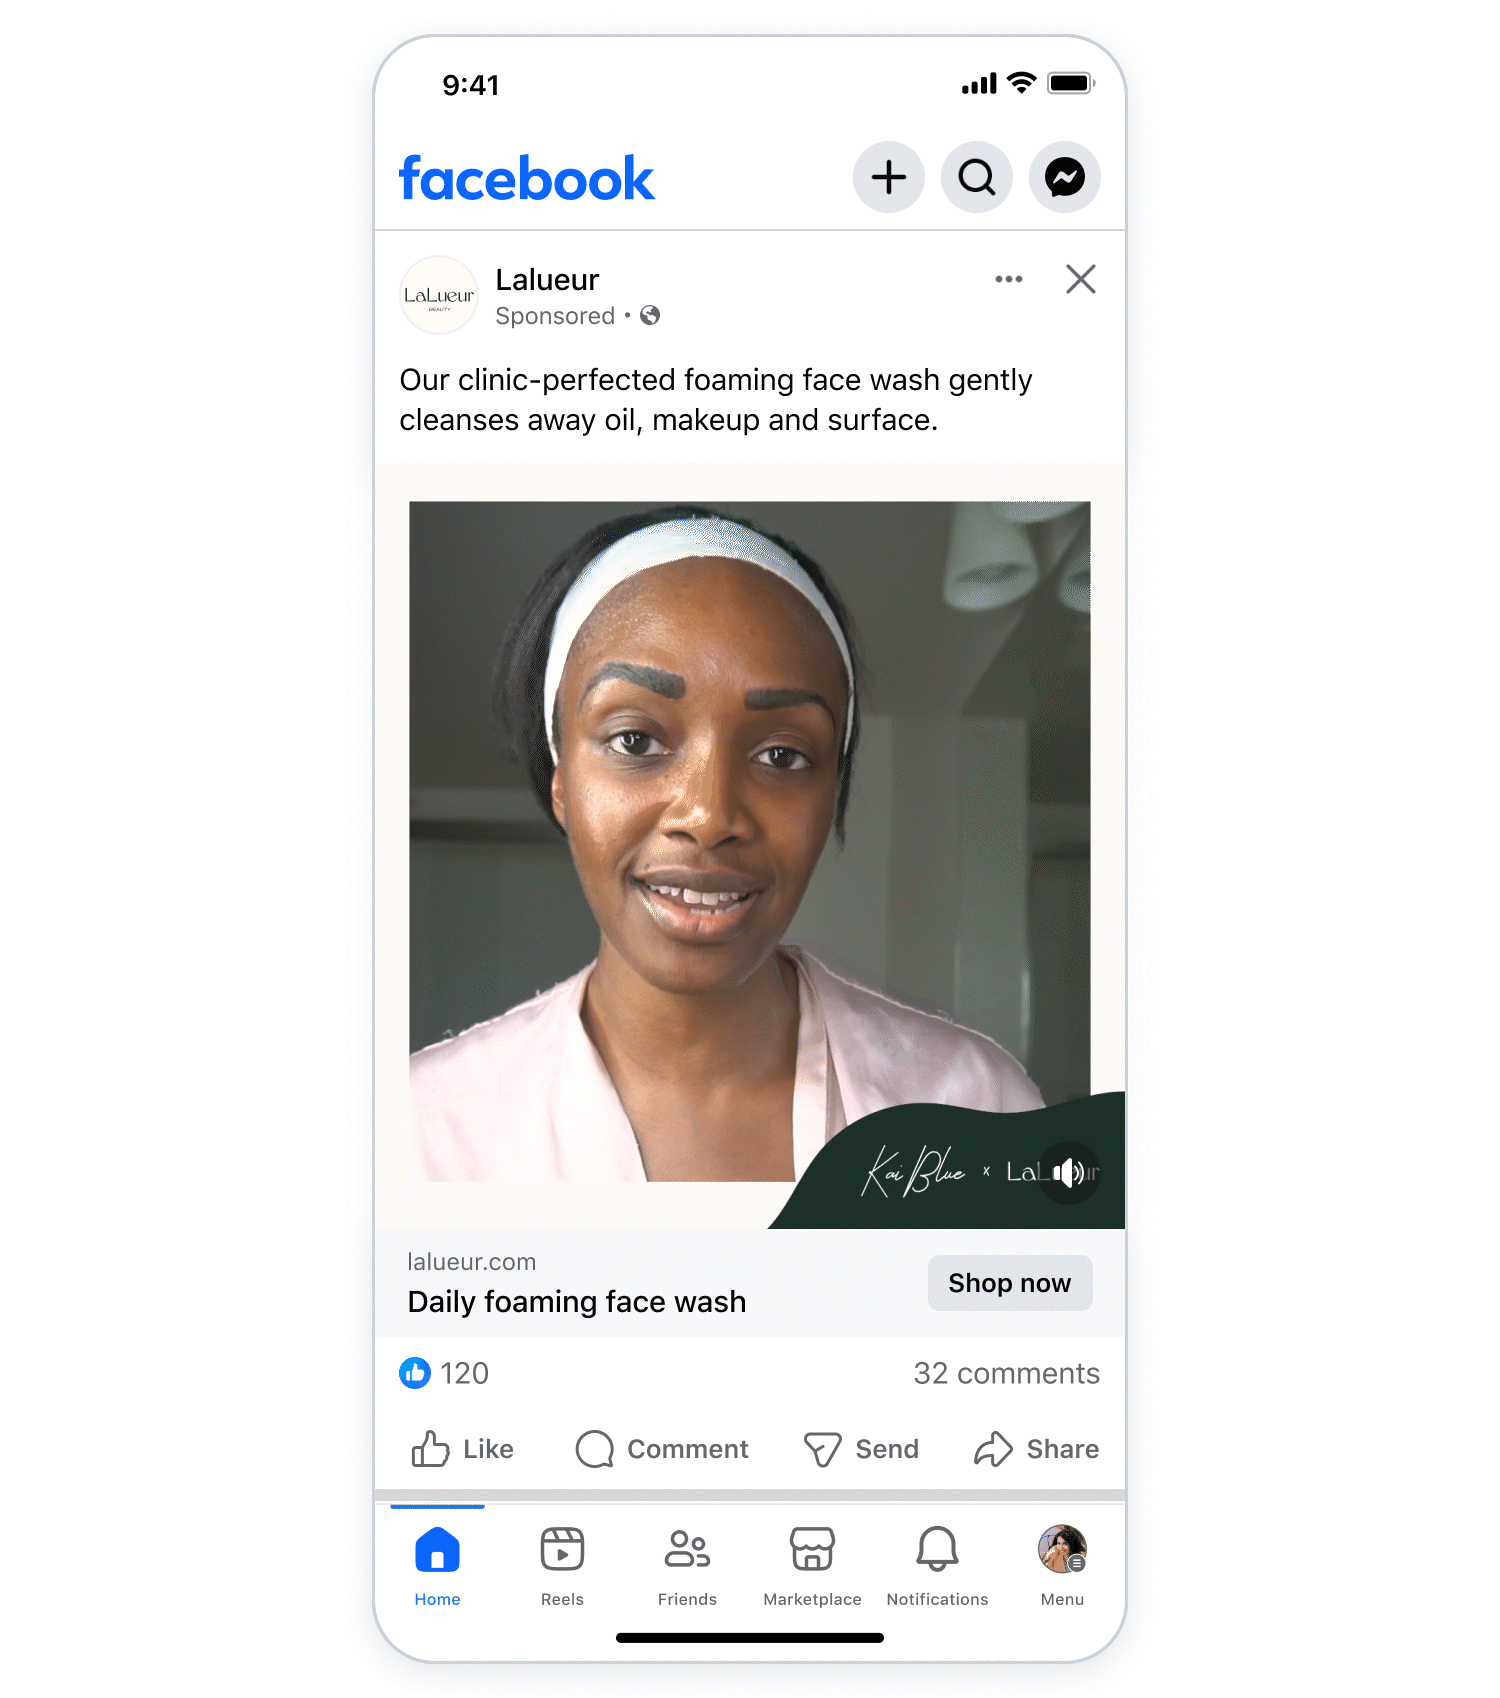 9:41
facebook
LaLueur
BEAUTY
Lalueur
Sponsored •
Our clinic-perfected foaming face wash gently
cleanses away oil, makeup and surface.
Kai Blue x LaLueur
lalueur.com
Daily foaming face wash
Shop now
120
32 comments
Like
Comment
Send
Share
Home
Reels
Friends
Marketplace
Notifications
Menu